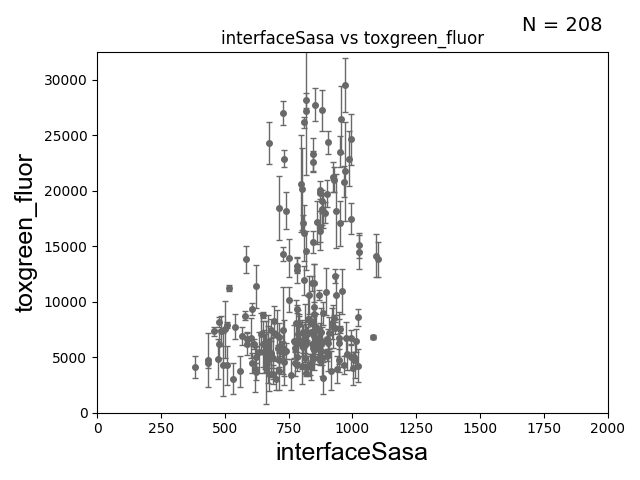 N = 208
interfaceSasa vs toxgreen_fluor
30000
25000
20000
15000
10000
5000
0
toxgreen_fluor
0 250 500 750 1000 1250 1500 1750 2000
interfaceSasa